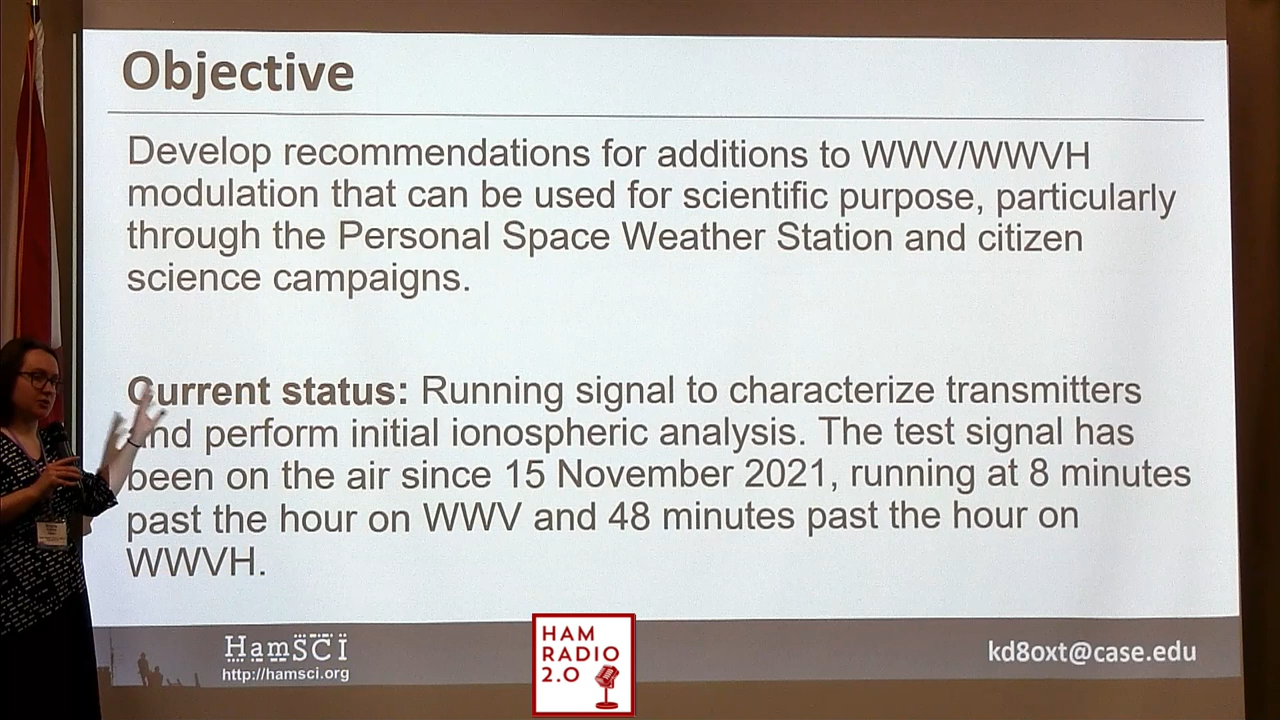 Objective
Develop recommendations for additions to WWV/WWVH
modulation that can be used for scientific purpose, particularly
through the Personal Space Weather Station and citizen
science campaigns.
Current status: Running signal to characterize transmitters
and perform initial ionospheric analysis. The test signal has
been on the air since 15 November 2021, running at 8 minutes
past the hour on WWV and 48 minutes past the hour on
WWVH.
HamSCI
http://hamsci.org
HAM
RADIO
2.0
kd8oxt@case.edu